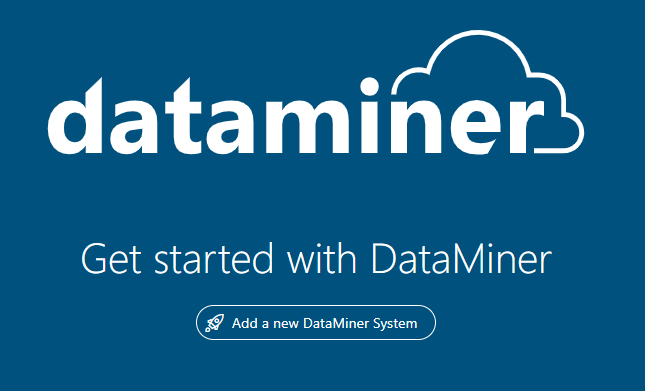 dataminer
Get started with DataMiner
Add a new DataMiner System